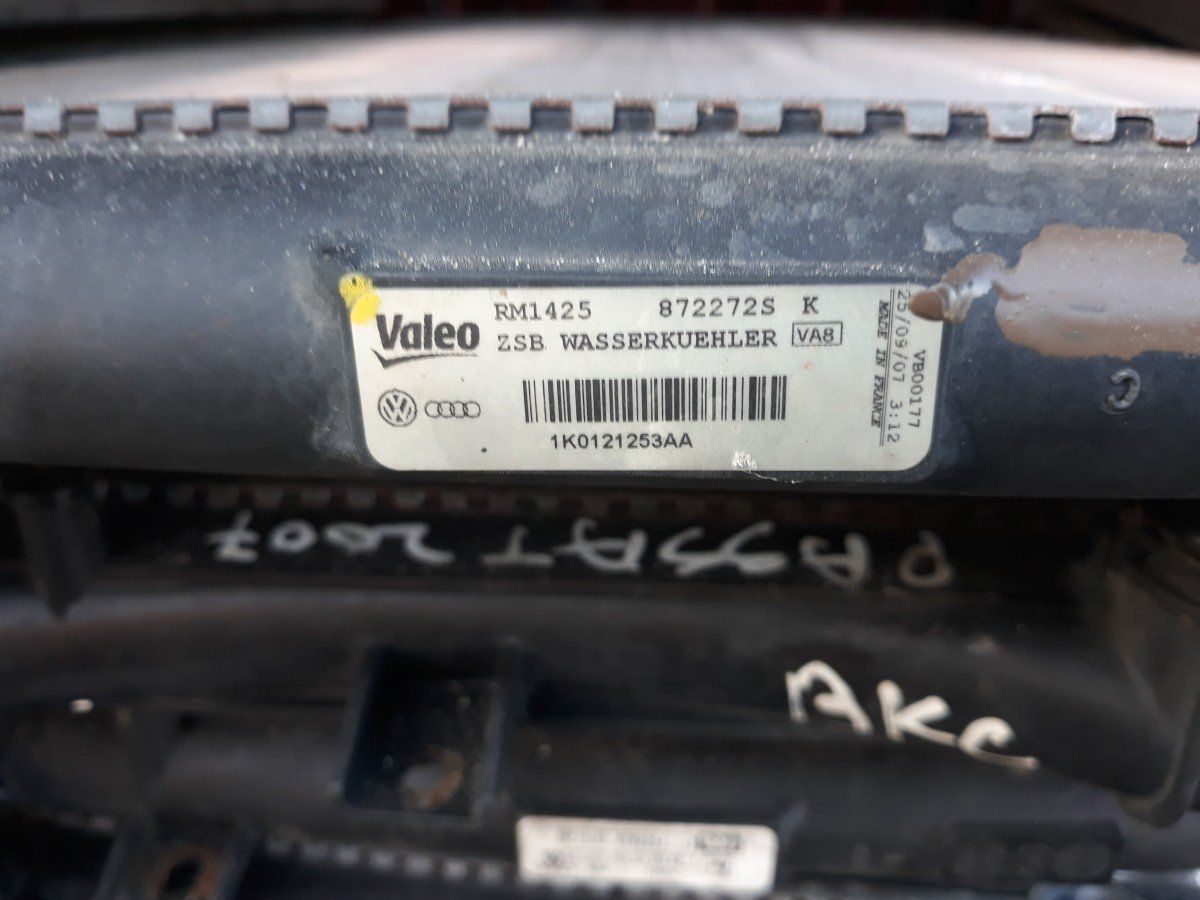 Valeo
RM1425 872272S K
ZSB WASSERKUEHLER VA8
1K0121253AA
MADE IN FRANCE
25/09/07 3:12
VB00177
PASSAT 2007
AKC